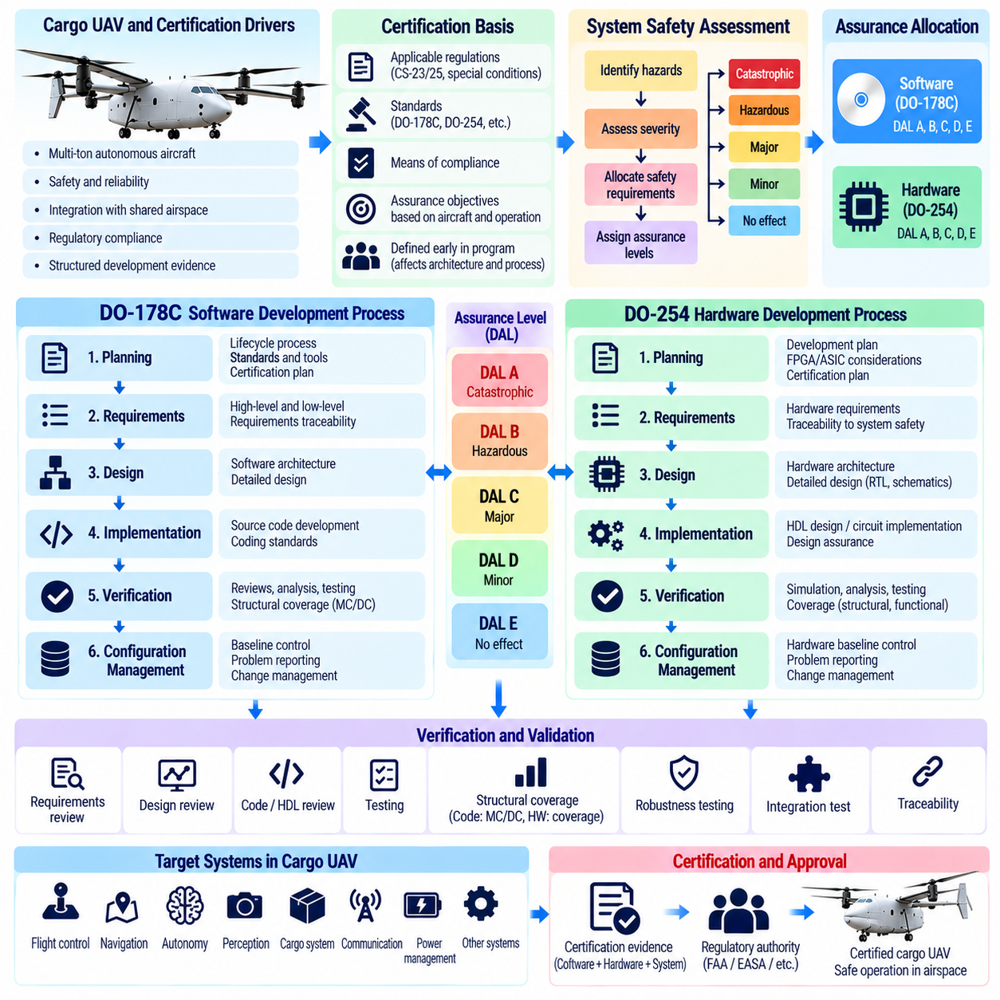 Cargo UAV and Certification Drivers
• Multi-ton autonomous aircraft
• Safety and reliability
• Integration with shared airspace
• Regulatory compliance
• Structured development evidence
Certification Basis
Applicable regulations
(CS-23/25, special conditions)
Standards
(DO-178C, DO-254, etc.)
Means of compliance
Assurance objectives
based on aircraft and operation
Defined early in program
(affects architecture and process)
System Safety Assessment
Identify hazards
Assess severity
Allocate safety
requirements
Assign assurance
levels
Catastrophic
Hazardous
Major
Minor
No effect
Assurance Allocation
Software
(DO-178C)
DAL A, B, C, D, E
Hardware
(DO-254)
DAL A, B, C, D, E
DO-178C Software Development Process
1. Planning
Lifecycle process
Standards and tools
Certification plan
2. Requirements
High-level and low-level
Requirements traceability
3. Design
Software architecture
Detailed design
4. Implementation
Source code development
Coding standards
5. Verification
Reviews, analysis, testing
Structural coverage (MC/DC)
6. Configuration
Management
Baseline control
Problem reporting
Change management
Assurance Level
(DAL)
DAL A
Catastrophic
DAL B
Hazardous
DAL C
Major
DAL D
Minor
DAL E
No effect
DO-254 Hardware Development Process
1. Planning
Development plan
FPGA/ASIC considerations
Certification plan
2. Requirements
Hardware requirements
Traceability to system safety
3. Design
Hardware architecture
Detailed design (RTL, schematics)
4. Implementation
HDL design / circuit implementation
Design assurance
5. Verification
Simulation, analysis, testing
Coverage (structural, functional)
6. Configuration
Management
Hardware baseline control
Problem reporting
Change management
Verification and Validation
Requirements
review
Design review
Code / HDL review
Testing
Structural coverage
(Code: MC/DC, HW: coverage)
Robustness testing
Integration test
Traceability
Target Systems in Cargo UAV
Flight control
Navigation
Autonomy
Perception
Cargo system
Communication
Power
management
Other systems
Certification and Approval
Certification evidence
(Coftware + Hardware + System)
Regulatory authority
(FAA / EASA / etc.)
Certified cargo UAV
Safe operation in airspace